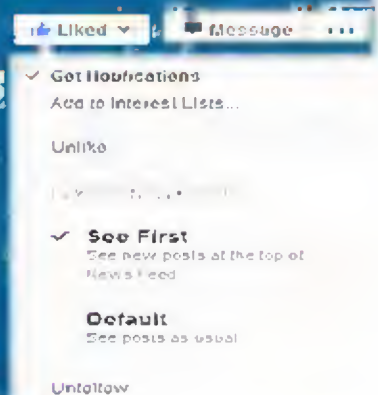 Liked Message
Get Notifications
Add to Interest Lists...
Unlike
See First
See new posts at the top of
News Feed
Default
See posts as usual
Unfollow